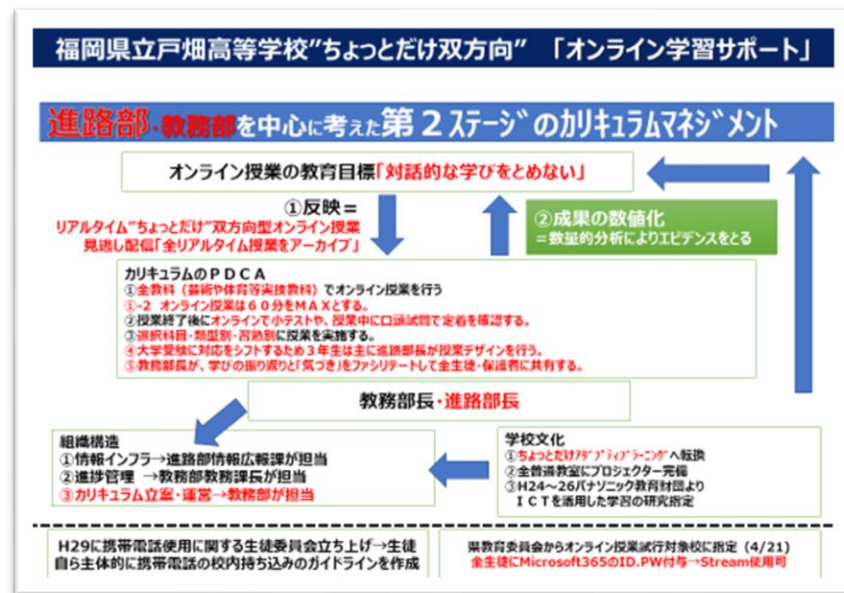 福岡県立戸畑高等学校”ちょっとだけ双方向” 「オンライン学習サポート」
進路部・教務部を中心に考えた第2ステージのカリキュラムマネジメント
オンライン授業の教育目標「対話的な学びをとめない」
①反映＝
リアルタイム”ちょっとだけ”双方向型オンライン授業
見逃し配信「全リアルタイム授業をアーカイブ」
②成果の数値化
＝数量的分析によりエビデンスをとる
カリキュラムのＰＤＣＡ
①全教科（芸術や体育等実技教科）でオンライン授業を行う
①-2 オンライン授業は６０分をＭＡＸとする。
②授業終了後にオンラインで小テストや、授業中に口頭試問で定着を確認する。
③選択科目・類型別・習熟別に授業を実施する。
④大学受験に対応をシフトするため３年生は主に進路部長が授業デザインを行う。
⑤教務部長が、学びの振り返りと「気づき」をファシリテートして全生徒・保護者に共有する。
教務部長・進路部長
組織構造
①情報インフラ→進路部情報広報課が担当
②進捗管理 →教務部教務課長が担当
③カリキュラム立案・運営→教務部が担当
学校文化
①ちょっとだけアダプティブラーニングへ転換
②全普通教室にプロジェクター完備
③H24～26パナソニック教育財団より
ＩＣＴを活用した学習の研究指定
H29に携帯電話使用に関する生徒委員会立ち上げ→生徒
自ら主体的に携帯電話の校内持ち込みのガイドラインを作成
県教育委員会からオンライン授業試行対象校に指定（4/21）
全生徒にMicrosoft365のID.PW付与→Stream使用可